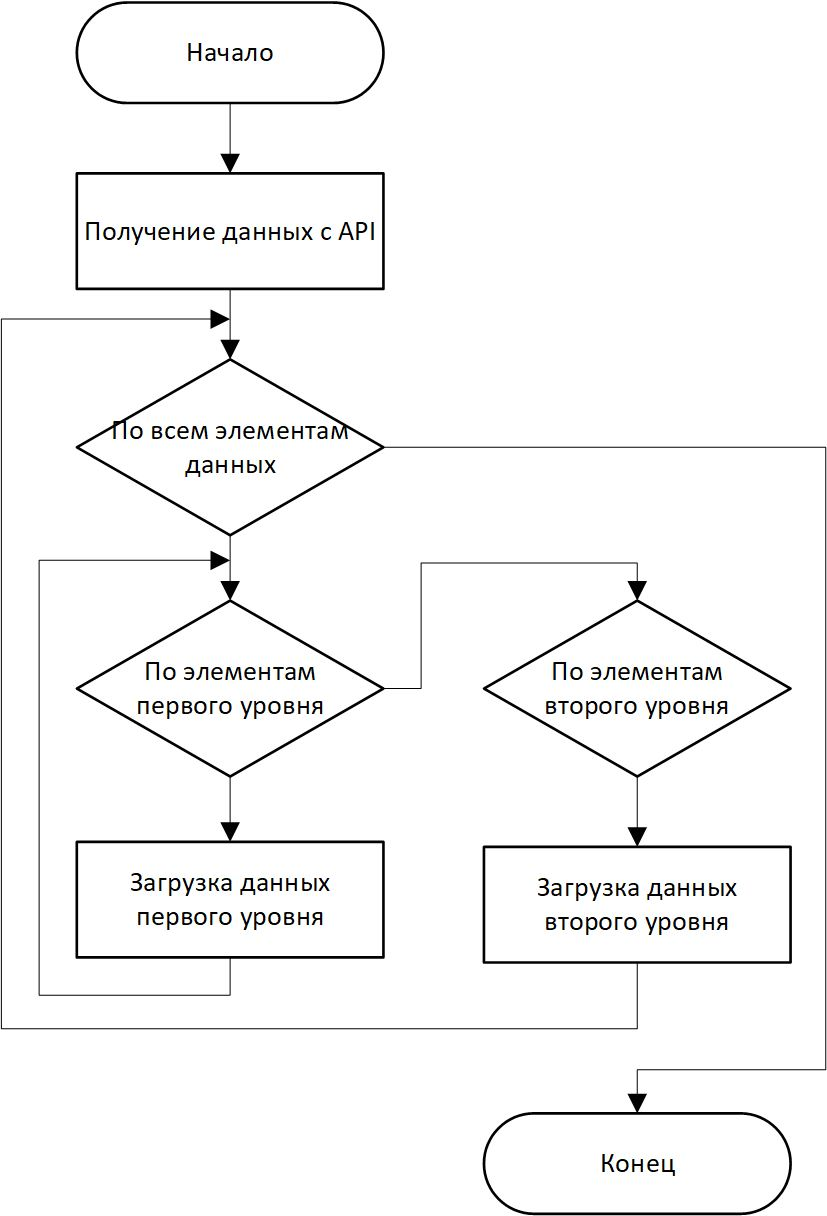 Начало
Получение данных с API
По всем элементам
данных
По элементам
первого уровня
По элементам
второго уровня
Загрузка данных
первого уровня
Загрузка данных
второго уровня
Конец